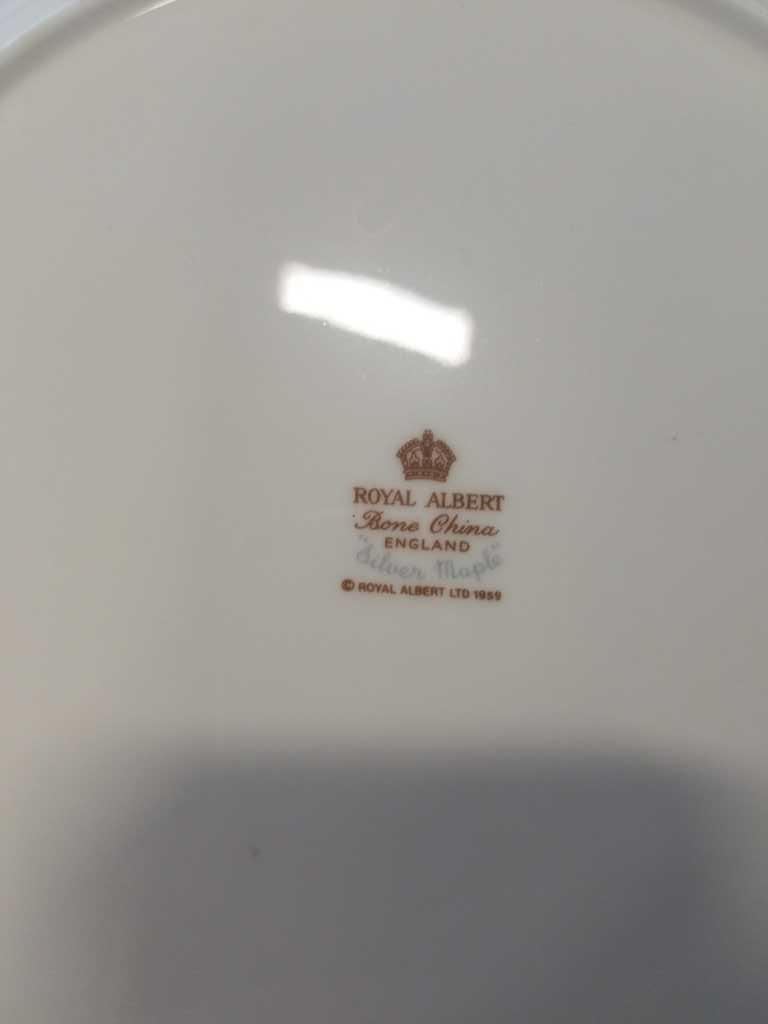 ROYAL ALBERT
Bone China
ENGLAND
"Silver Maple"
© ROYAL ALBERT LTD 1959